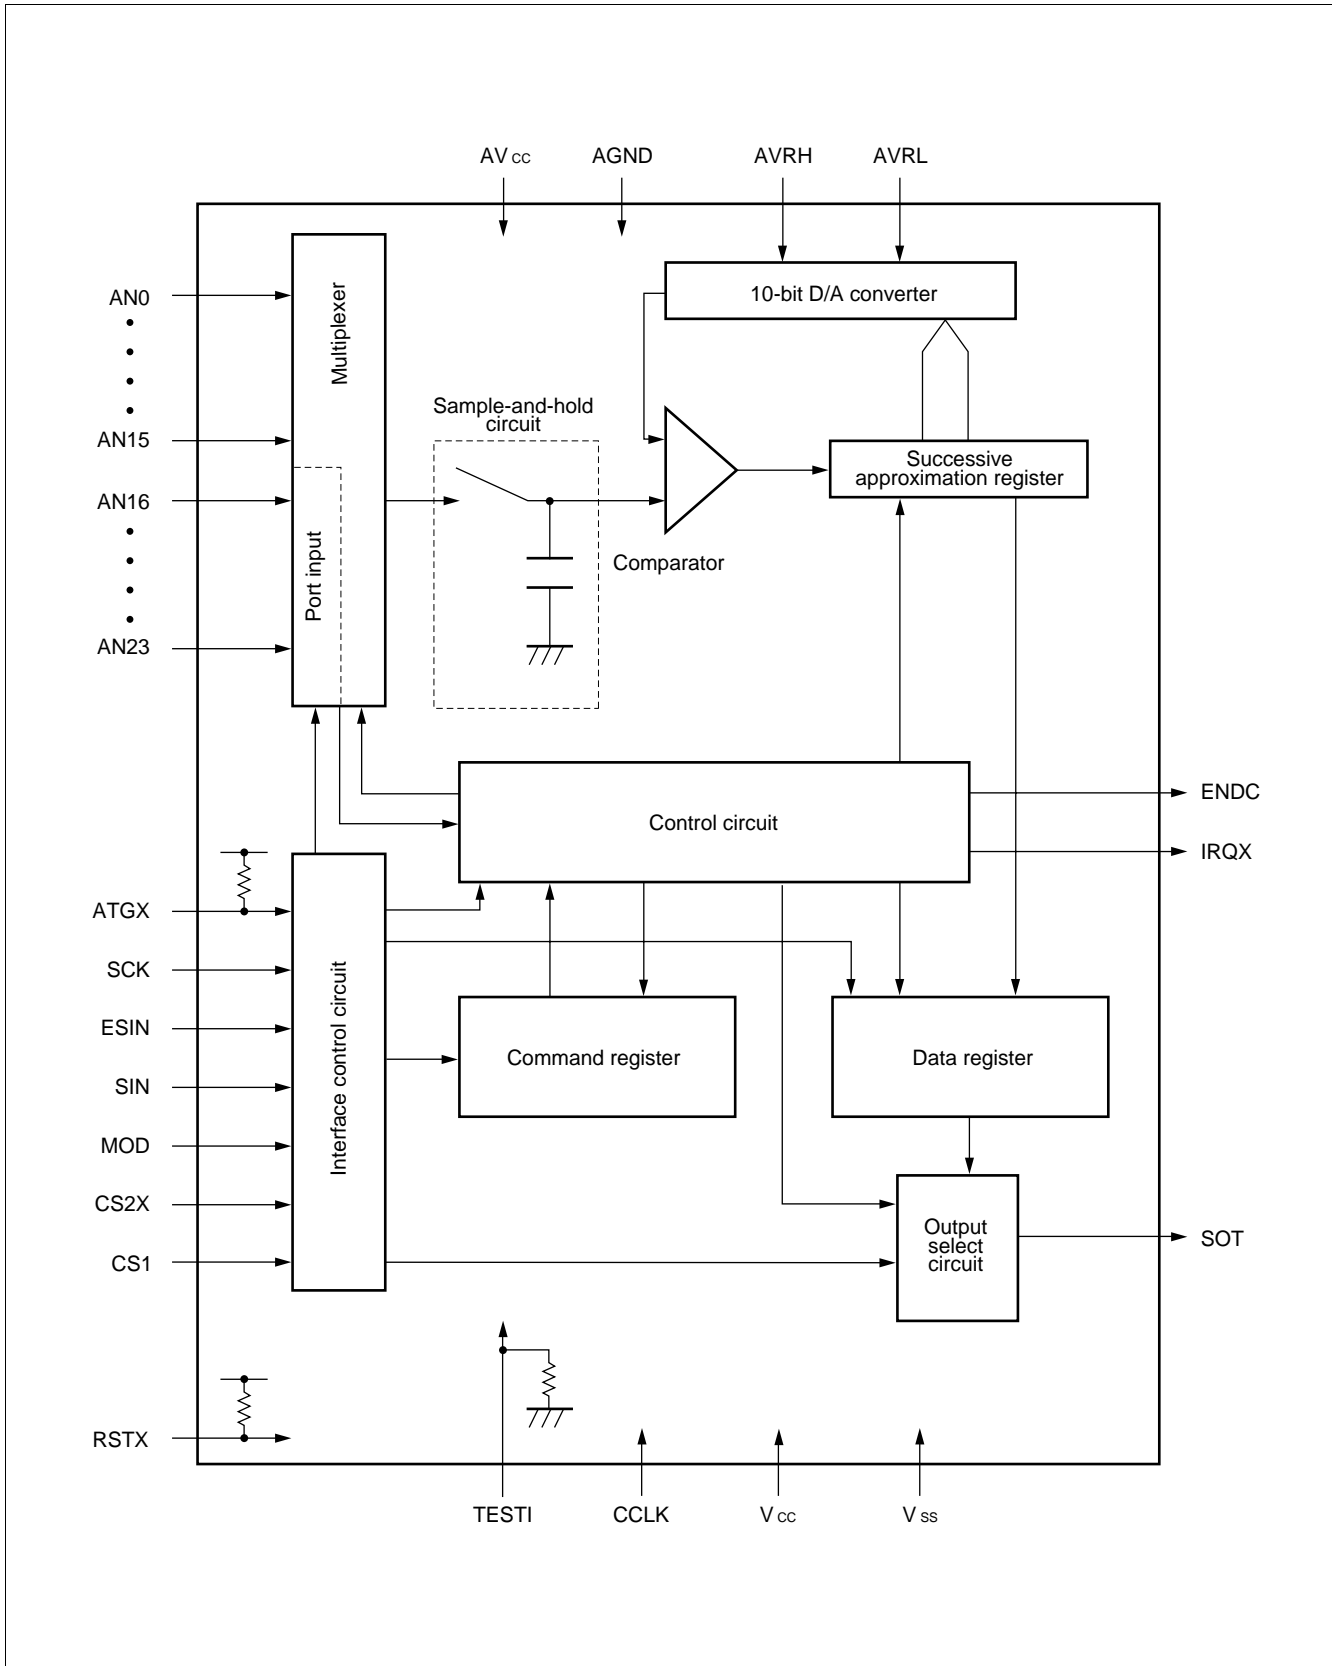 AVCC
AGND
AVRH
AVRL
10-bit D/A converter
AN0
Multiplexer
Sample-and-hold
circuit
AN15
Successive
approximation register
AN16
Port input
Comparator
AN23
Control circuit
ENDC
IRQX
ATGX
SCK
ESIN
SIN
MOD
CS2X
CS1
Interface control circuit
Command register
Data register
Output
select
circuit
SOT
RSTX
TESTI
CCLK
VCC
VSS